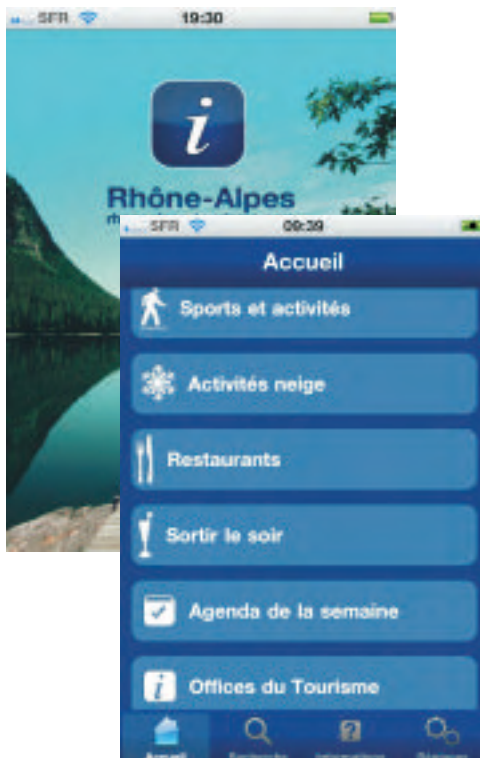 SFR 19:30
i
Rhône-Alpes
SFR 09:39
Accueil
Sports et activités
Activités neige
Restaurants
Sortir le soir
Agenda de la semaine
i Offices du Tourisme
?
Accueil